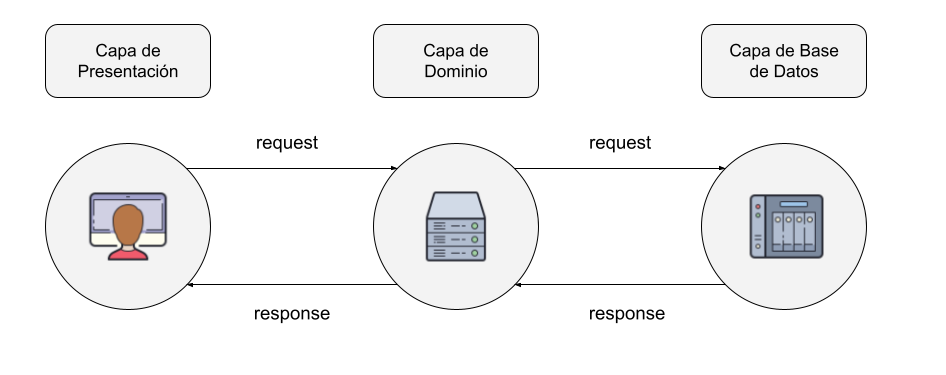 Capa de
Presentación
Capa de
Dominio
Capa de Base
de Datos
request
request
response
response